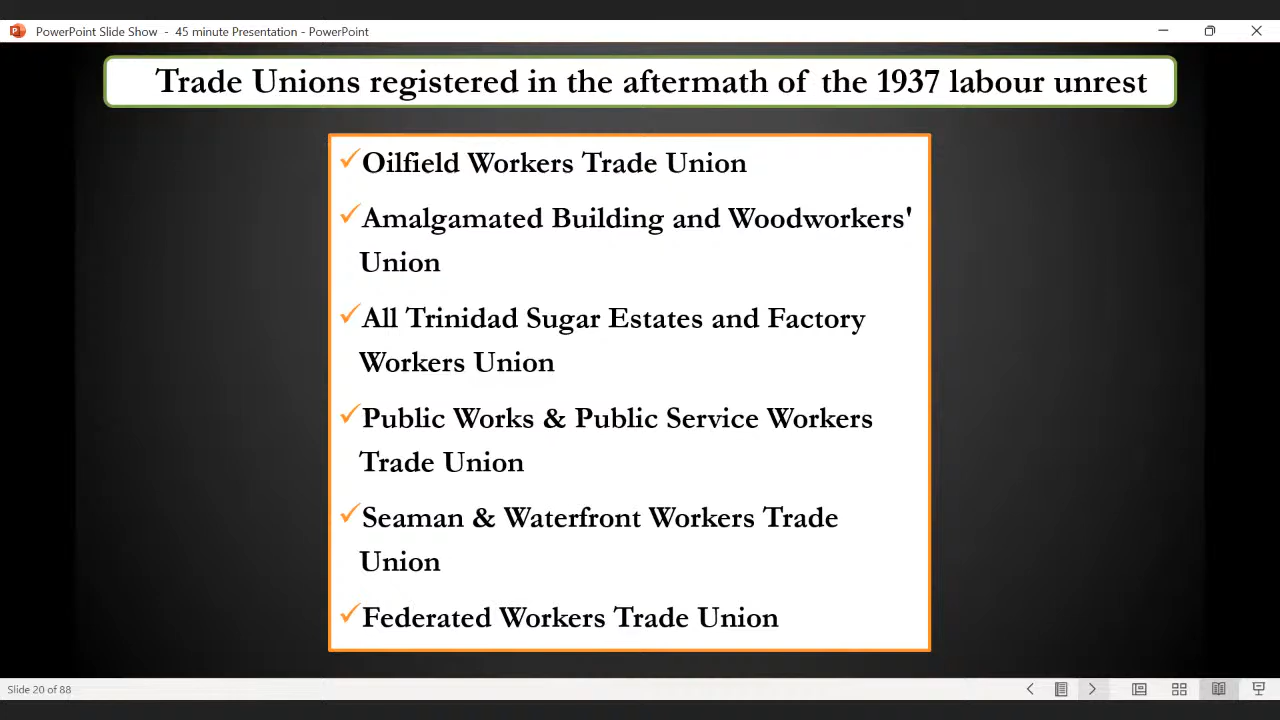 PowerPoint Slide Show - 45 minute Presentation - PowerPoint
Trade Unions registered in the aftermath of the 1937 labour unrest
Oilfield Workers Trade Union
Amalgamated Building and Woodworkers'
Union
All Trinidad Sugar Estates and Factory
Workers Union
Public Works & Public Service Workers
Trade Union
Seaman & Waterfront Workers Trade
Union
Federated Workers Trade Union
Slide 20 of 88